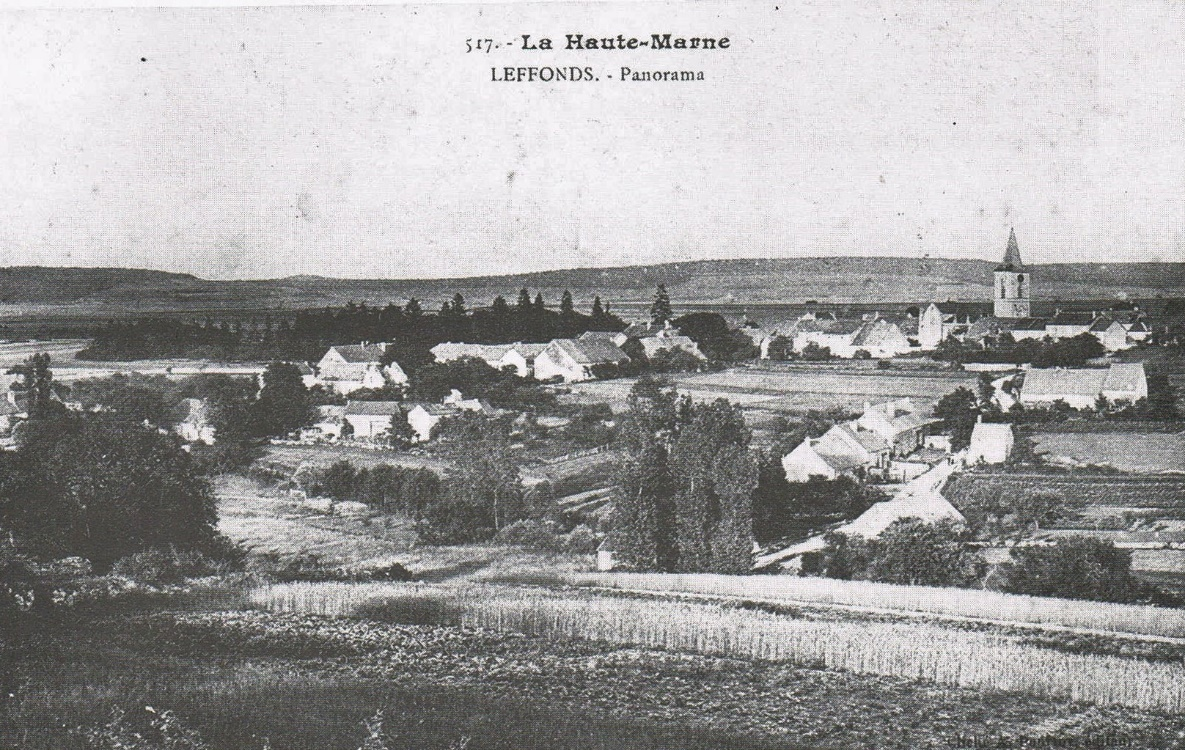 517. - La Haute-Marne
LEFFONDS. - Panorama